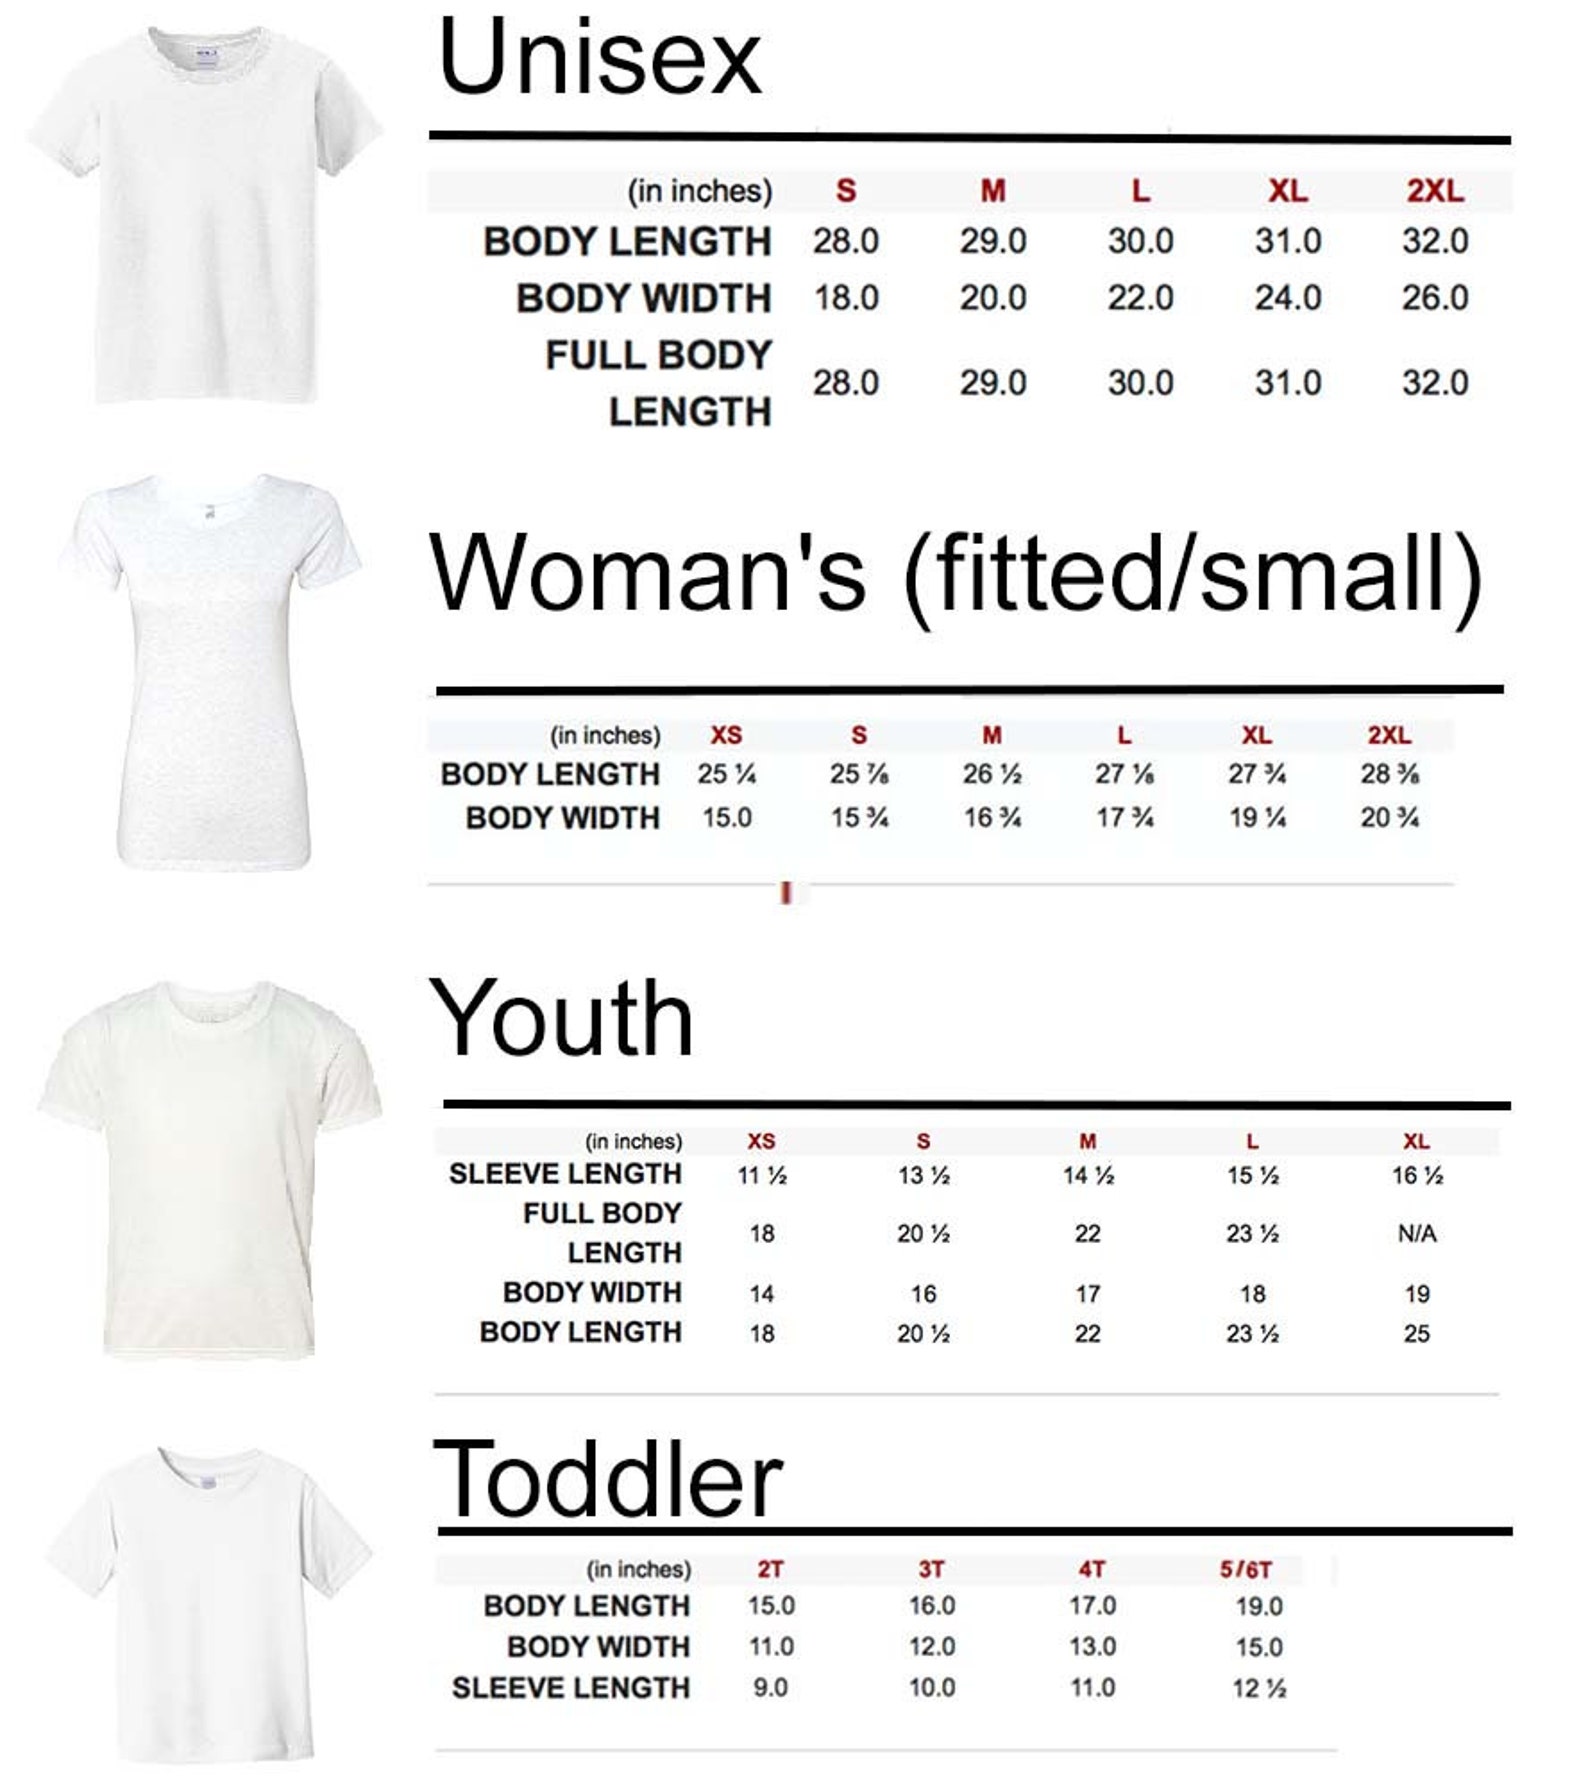 Unisex
(in inches) S M L XL 2XL
BODY LENGTH 28.0 29.0 30.0 31.0 32.0
BODY WIDTH 18.0 20.0 22.0 24.0 26.0
FULL BODY
LENGTH 28.0 29.0 30.0 31.0 32.0
Woman's (fitted/small)
(in inches) XS S M L XL 2XL
BODY LENGTH 25 ¼ 25 ⅞ 26 ½ 27 ⅛ 27 ¾ 28 ⅜
BODY WIDTH 15.0 15 ¾ 16 ¾ 17 ¾ 19 ¼ 20 ¾
Youth
(in inches) XS S M L XL
SLEEVE LENGTH 11 ½ 13 ½ 14 ½ 15 ½ 16 ½
FULL BODY
LENGTH 18 20 ½ 22 23 ½ N/A
BODY WIDTH 14 16 17 18 19
BODY LENGTH 18 20 ½ 22 23 ½ 25
Toddler
(in inches) 2T 3T 4T 5/6T
BODY LENGTH 15.0 16.0 17.0 19.0
BODY WIDTH 11.0 12.0 13.0 15.0
SLEEVE LENGTH 9.0 10.0 11.0 12 ½